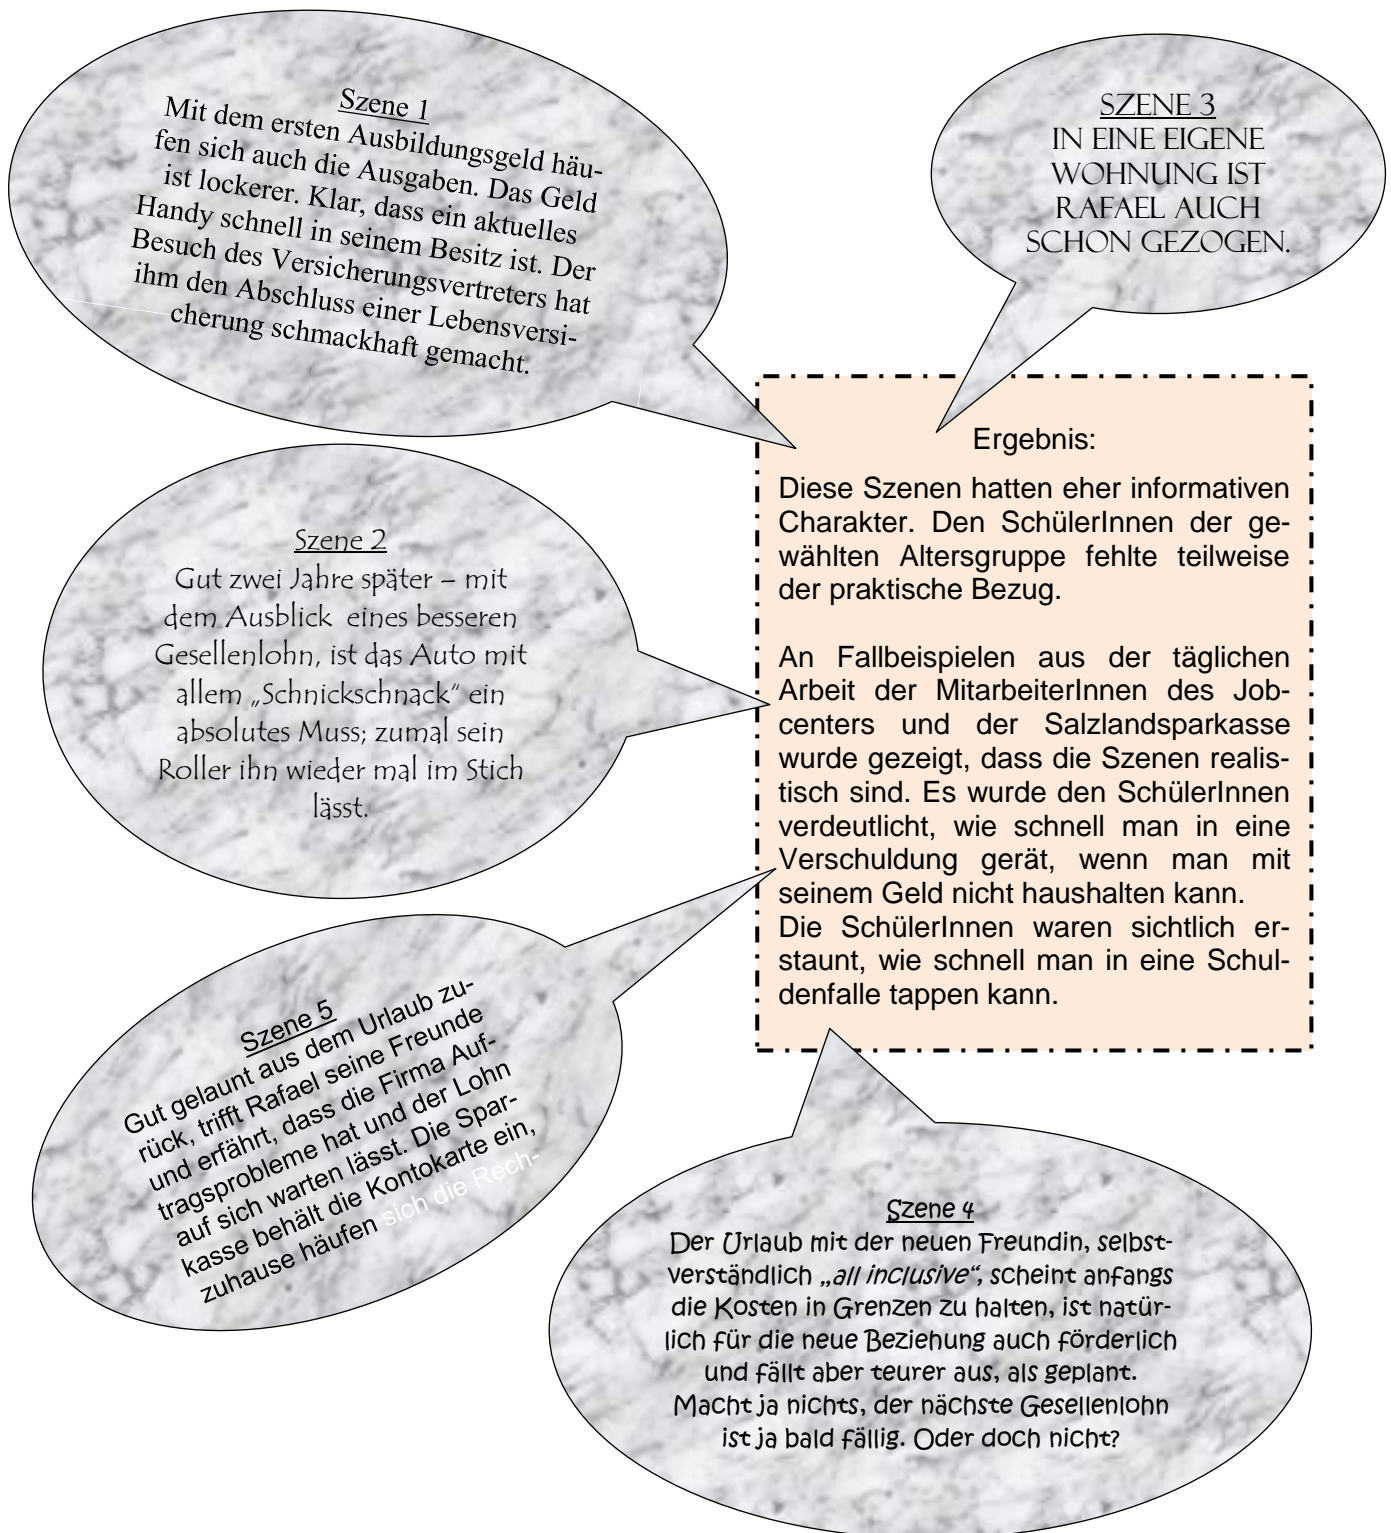 Szene 1
Mit dem ersten Ausbildungsgeld häu-
fen sich auch die Ausgaben. Das Geld
ist lockerer. Klar, dass ein aktuelles
Handy schnell in seinem Besitz ist. Der
Besuch des Versicherungsvertreters hat
ihm den Abschluss einer Lebensversi-
cherung schmackhaft gemacht.
Szene 2
Gut zwei Jahre später – mit
dem Ausblick eines besseren
Gesellenlohn, ist das Auto mit
allem „Schnickschnack“ ein
absolutes Muss; zumal sein
Roller ihn wieder mal im Stich
lässt.
SZENE 3
IN EINE EIGENE
WOHNUNG IST
RAFAEL AUCH
SCHON GEZOGEN.
Ergebnis:
Diese Szenen hatten eher informativen
Charakter. Den SchülerInnen der ge-
wählten Altersgruppe fehlte teilweise
der praktische Bezug.
An Fallbeispielen aus der täglichen
Arbeit der MitarbeiterInnen des Job-
centers und der Salzlandsparkasse
wurde gezeigt, dass die Szenen realis-
tisch sind. Es wurde den SchülerInnen
verdeutlicht, wie schnell man in eine
Verschuldung gerät, wenn man mit
seinem Geld nicht haushalten kann.
Die SchülerInnen waren sichtlich er-
staunt, wie schnell man in eine Schul-
denfalle tappen kann.
Szene 4
Der Urlaub mit der neuen Freundin, selbst-
verständlich „all inclusive“, scheint anfangs
die Kosten in Grenzen zu halten, ist natür-
lich für die neue Beziehung auch förderlich
und fällt aber teurer aus, als geplant.
Macht ja nichts, der nächste Gesellenlohn
ist ja bald fällig. Oder doch nicht?
Szene 5
Gut gelaunt aus dem Urlaub zu-
rück, trifft Rafael seine Freunde
und erfährt, dass die Firma Auf-
tragsprobleme hat und der Lohn
auf sich warten lässt. Die Spar-
kasse behält die Kontokarte ein,
zuhause häufen sich die Rech-